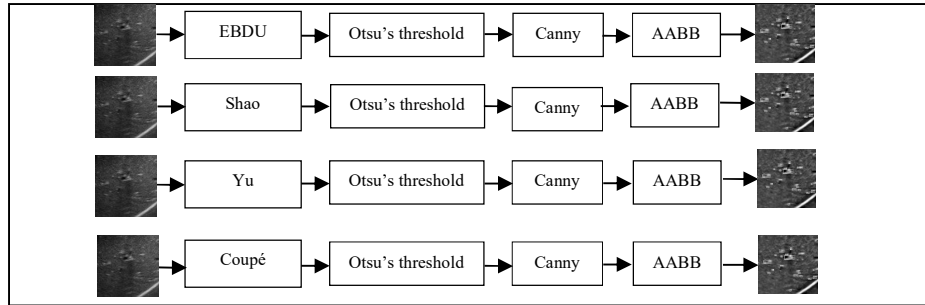 EBDU Otsu’s threshold Canny AABB
Shao Otsu’s threshold Canny AABB
Yu Otsu’s threshold Canny AABB
Coupé Otsu’s threshold Canny AABB